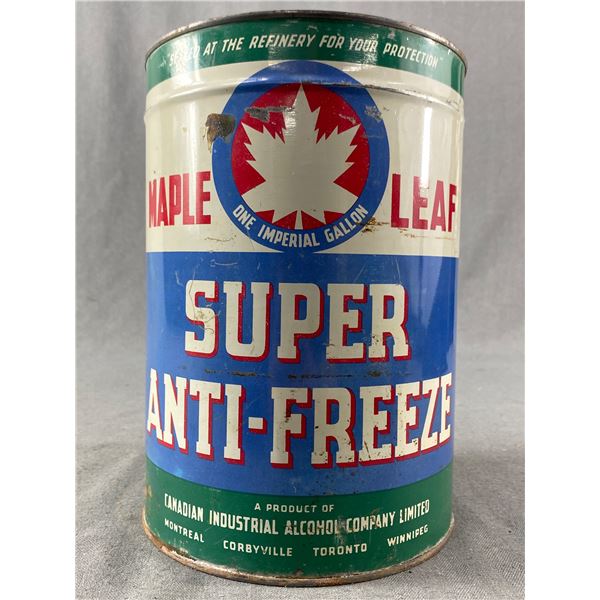 "SEALED AT THE REFINERY FOR YOUR PROTECTION"
MAPLE LEAF
ONE IMPERIAL GALLON
SUPER
ANTI-FREEZE
A PRODUCT OF
CANADIAN INDUSTRIAL ALCOHOL COMPANY LIMITED
MONTREAL CORBYVILLE TORONTO WINNIPEG